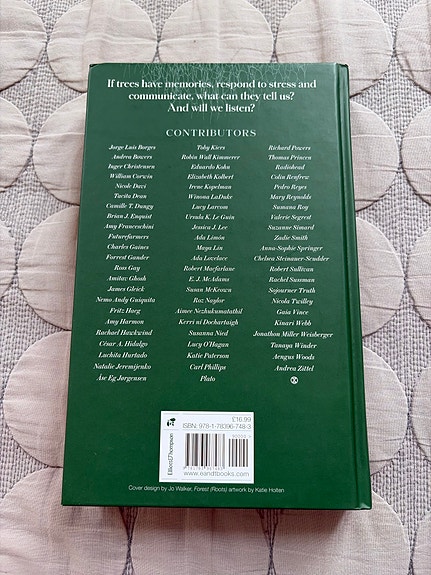 If trees have memories, respond to stress and
communicate, what can they tell us?
And will we listen?
CONTRIBUTORS
Jorge Luis Borges
Andrea Bowers
Inger Christensen
William Corwin
Nicole Davi
Tacita Dean
Camille T. Dungy
Brian J. Enquist
Amy Franceschini
Futurefarmers
Charles Gaines
Forrest Gander
Ross Gay
Amitav Ghosh
James Gleick
Nemo Andy Guiquita
Fritz Haeg
Amy Harmon
Rachael Hawkwind
César A. Hidalgo
Luchita Hurtado
Natalie Jeremijenko
Åse Eg Jørgensen
Toby Kiers
Robin Wall Kimmerer
Eduardo Kohn
Elizabeth Kolbert
Irene Kopelman
Winona LaDuke
Lucy Larcom
Ursula K. Le Guin
Jessica J. Lee
Ada Limón
Maya Lin
Ada Lovelace
Robert Macfarlane
E. J. McAdams
Susan McKeown
Roz Naylor
Aimee Nezhukumatathil
Kerri ní Dochartaigh
Susanna Nied
Lucy O'Hagan
Katie Paterson
Carl Phillips
Plato
Richard Powers
Thomas Princen
Radiohead
Colin Renfrew
Pedro Reyes
Mary Reynolds
Sumana Roy
Valerie Segrest
Suzanne Simard
Zadie Smith
Anna-Sophie Springer
Chelsea Steinauer-Scudder
Robert Sullivan
Rachel Sussman
Sojourner Truth
Nicola Twilley
Gaia Vince
Kinari Webb
Jonathon Miller Weisberger
Tanaya Winder
Aengus Woods
Andrea Zittel
£16.99
ISBN: 978-1-78396-748-3
Elliott&Thompson
www.eandtbooks.com
Cover design by Jo Walker, Forest (Roots) artwork by Katie Holten